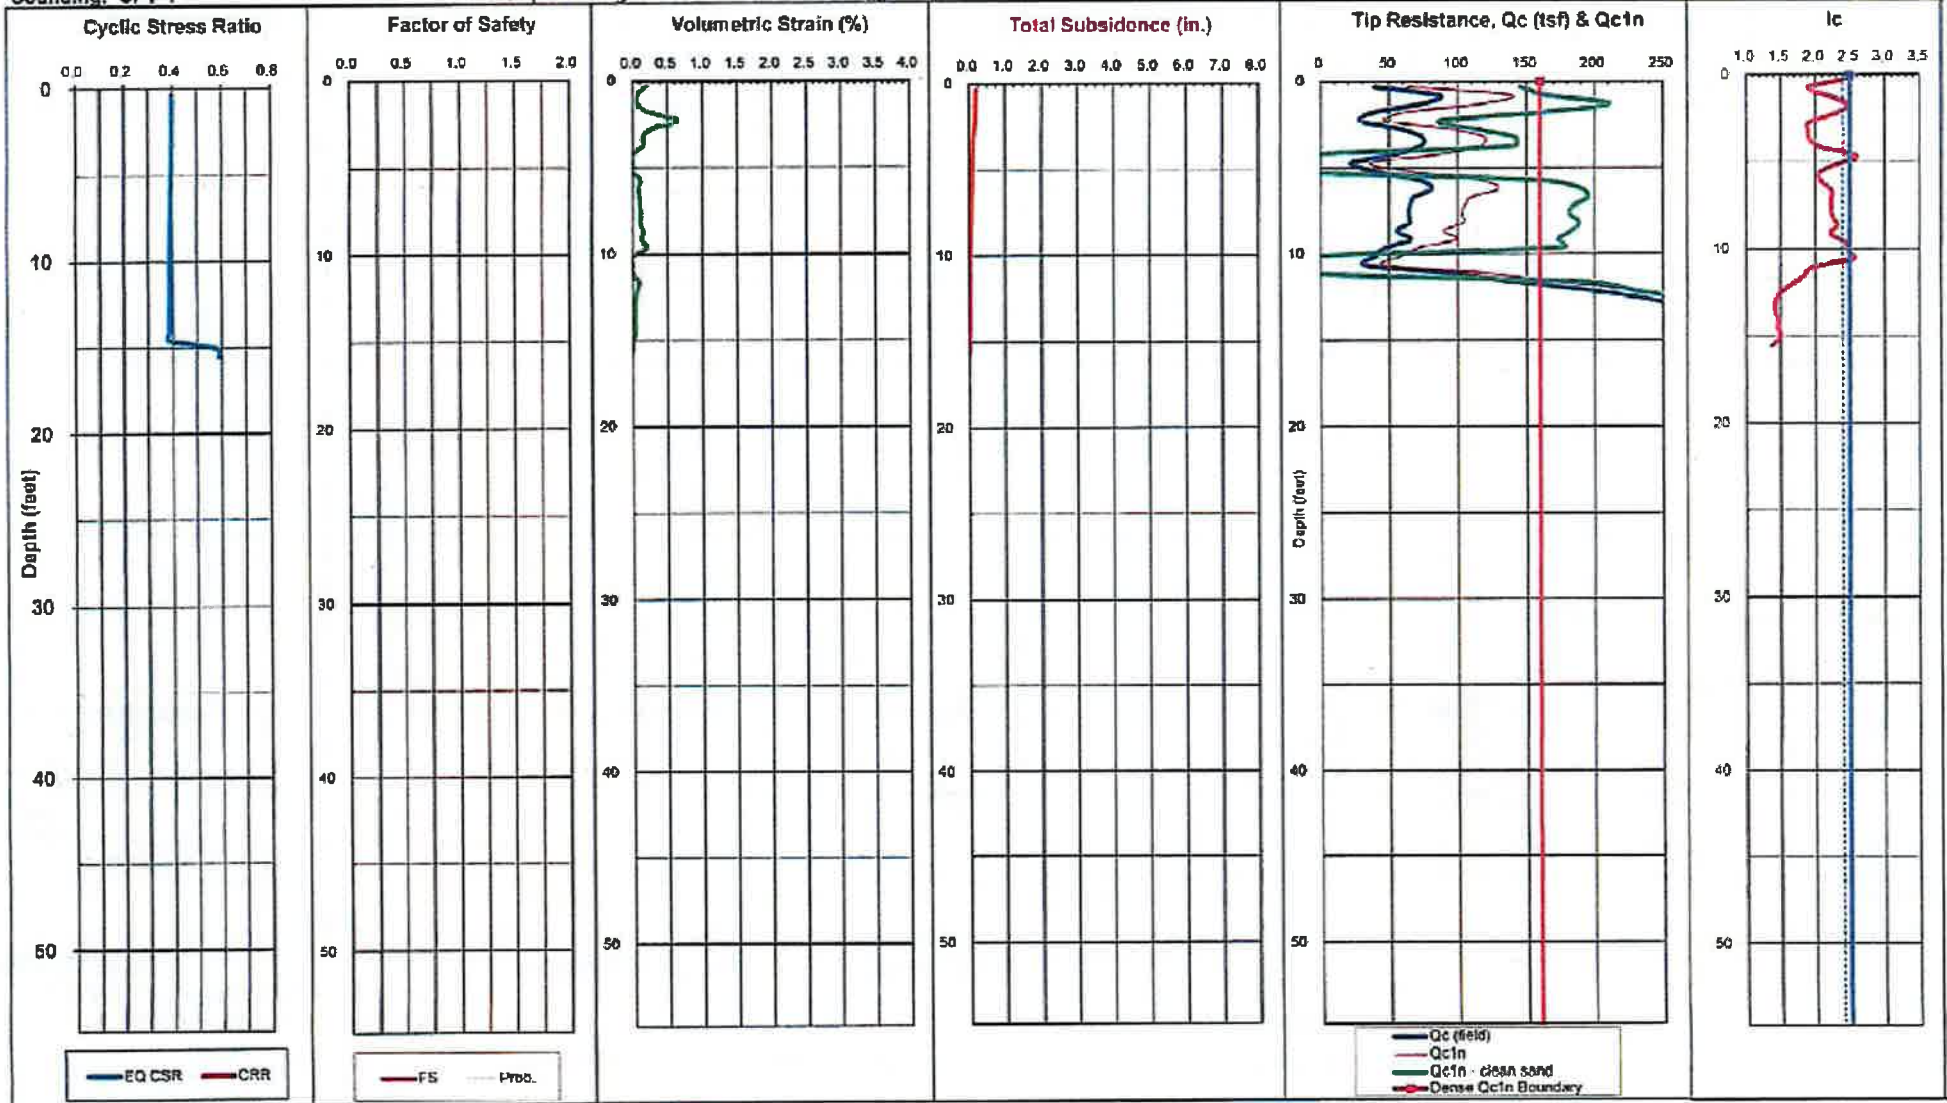 Cyclic Stress Ratio
0.0 0.2 0.4 0.6 0.8
0
10
20
30
40
50
Depth (feet)
EQ CSR CRR
Factor of Safety
0.0 0.5 1.0 1.5 2.0
0
10
20
30
40
50
FS Prob.
Volumetric Strain (%)
0.0 0.5 1.0 1.5 2.0 2.5 3.0 3.5 4.0
0
10
20
30
40
50
Total Subsidence (in.)
0.0 1.0 2.0 3.0 4.0 5.0 6.0 7.0 8.0
0
10
20
30
40
50
Tip Resistance, Qc (tsf) & Qc1n
0 50 100 150 200 250
0
10
20
30
40
50
Depth (feet)
Qc (field)
Qc1n
Qc1n - clean sand
Dense Qc1n Boundary
Ic
1.0 1.5 2.0 2.5 3.0 3.5
0
10
20
30
40
50